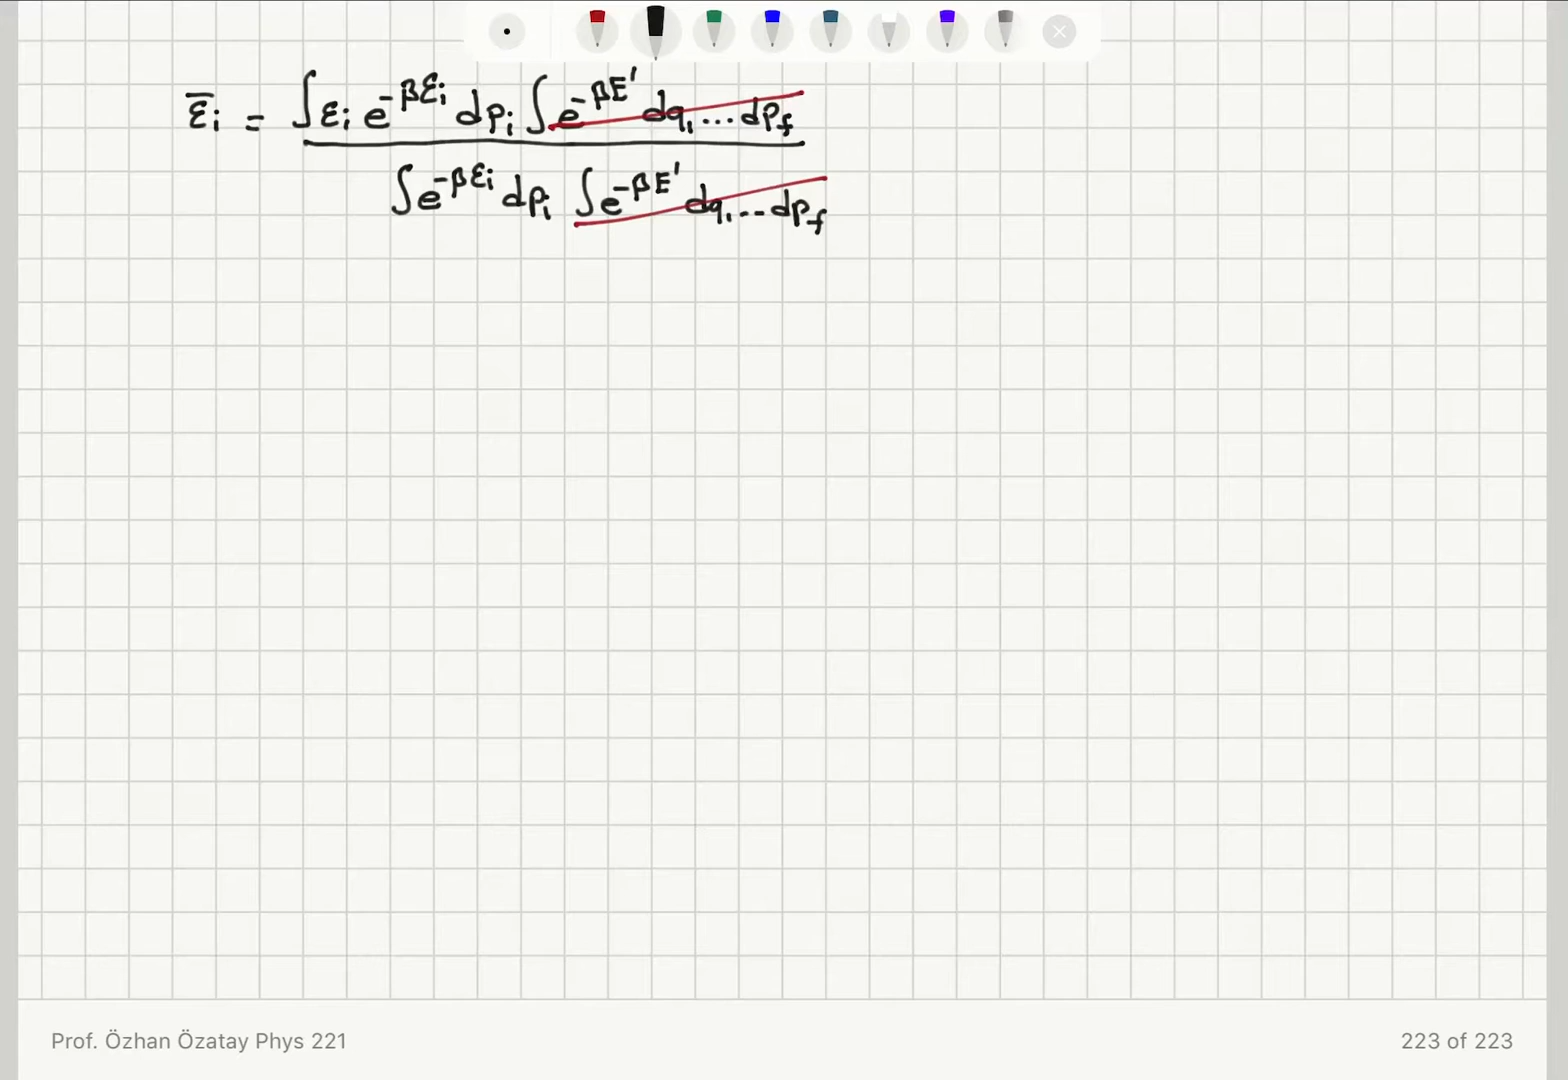 ε̄ᵢ = ∫εᵢ e^(-βεᵢ) dpᵢ ∫e^(-βE′) dq₁...dp_f
∫e^(-βεᵢ) dpᵢ ∫e^(-βE′) dq₁...dp_f
Prof. Özhan Özatay Phys 221
223 of 223